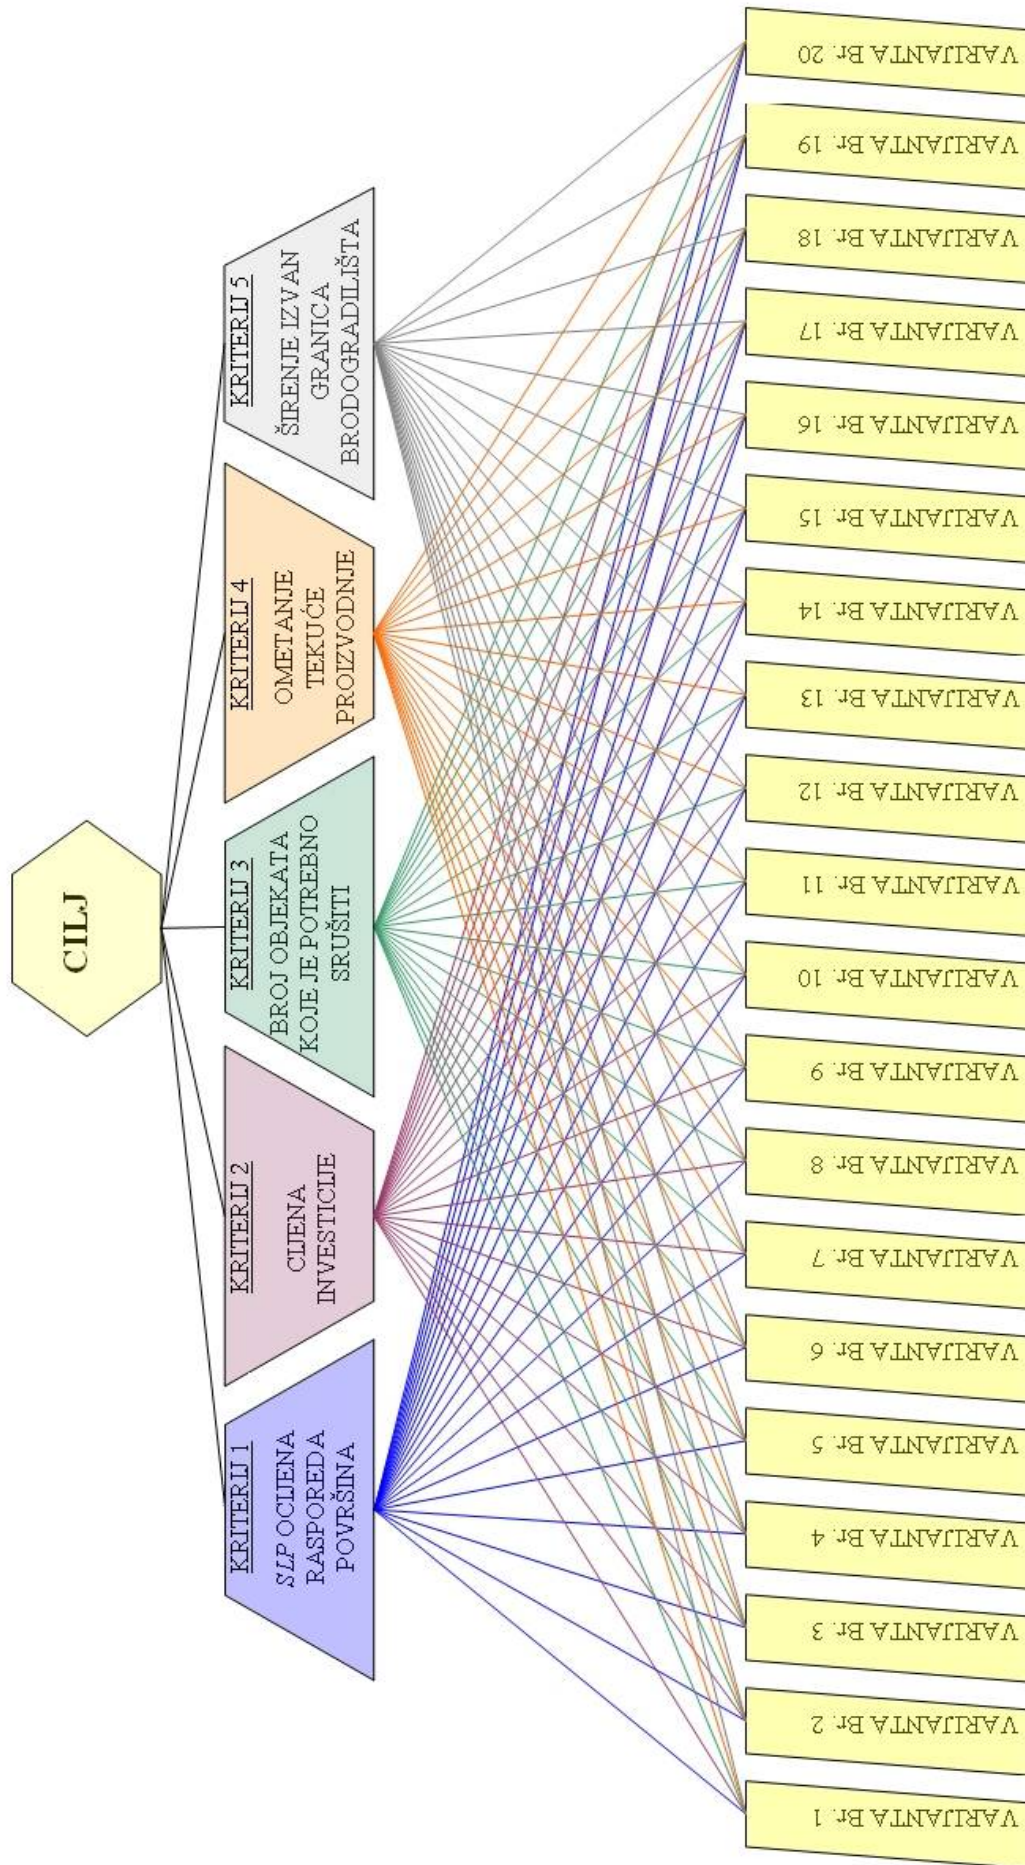 CILJ
KRITERIJ 1
SLP OCIJENA
RASPOREDA
POVRŠINA
KRITERIJ 2
CIJENA
INVESTICIJE
KRITERIJ 3
BROJ OBJEKATA
KOJE JE POTREBNO
SRUŠITI
KRITERIJ 4
OMETANJE
TEKUĆE
PROIZVODNJE
KRITERIJ 5
ŠIRENJE IZVAN
GRANICA
BRODOGRADILIŠTA
VARIJANTA Br. 1
VARIJANTA Br. 2
VARIJANTA Br. 3
VARIJANTA Br. 4
VARIJANTA Br. 5
VARIJANTA Br. 6
VARIJANTA Br. 7
VARIJANTA Br. 8
VARIJANTA Br. 9
VARIJANTA Br. 10
VARIJANTA Br. 11
VARIJANTA Br. 12
VARIJANTA Br. 13
VARIJANTA Br. 14
VARIJANTA Br. 15
VARIJANTA Br. 16
VARIJANTA Br. 17
VARIJANTA Br. 18
VARIJANTA Br. 19
VARIJANTA Br. 20